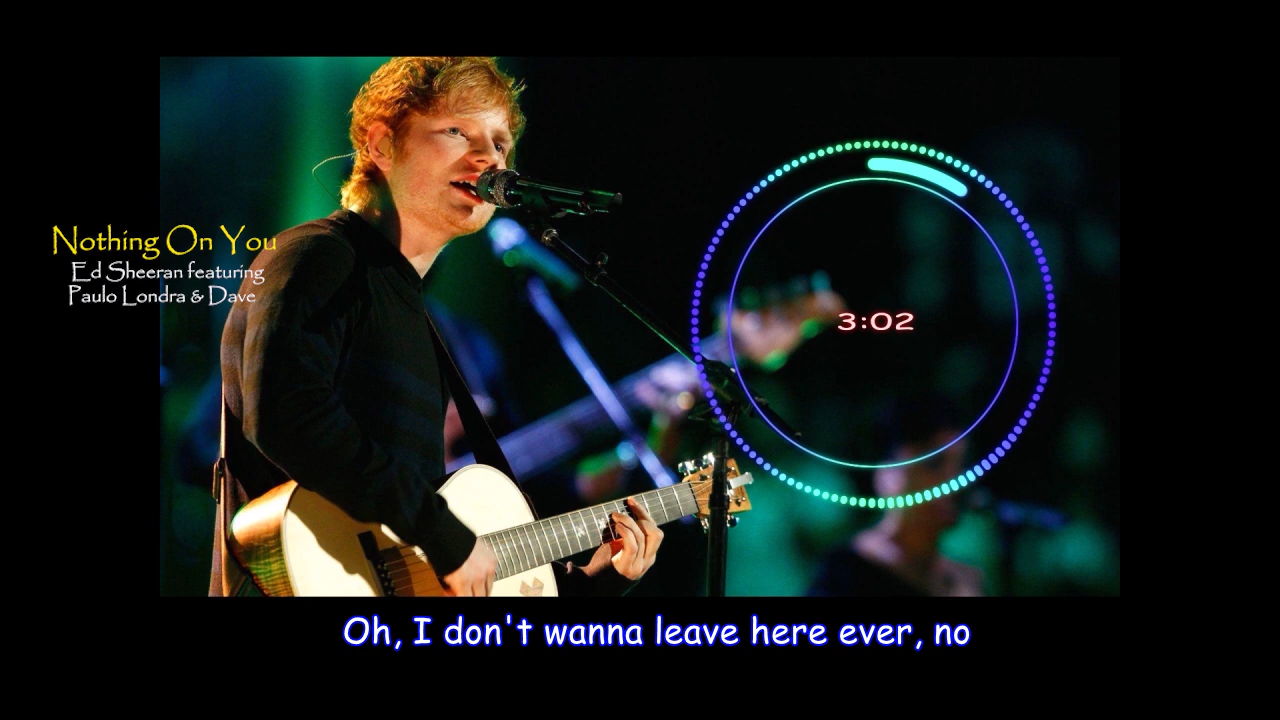 Nothing On You
Ed Sheeran featuring
Paulo Londra & Dave
3:02
Oh, I don't wanna leave here ever, no